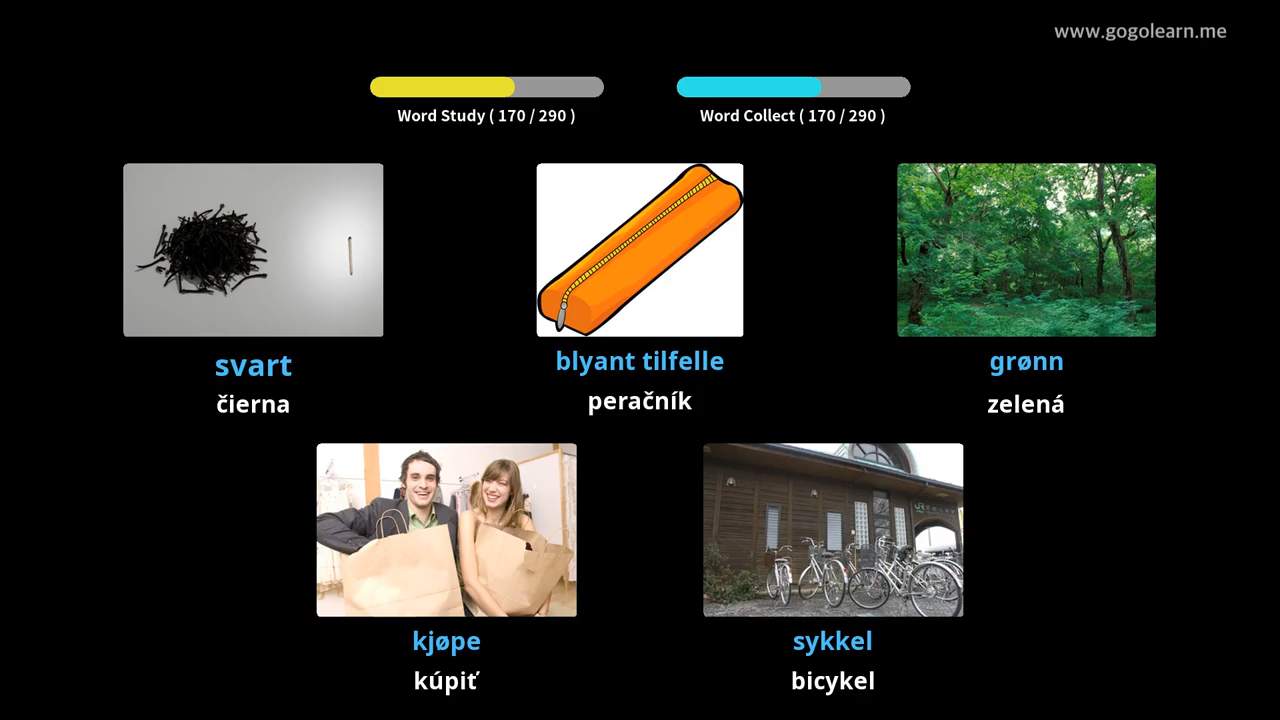 www.gogolearn.me
Word Study ( 170 / 290 )
Word Collect ( 170 / 290 )
svart
čierna
blyant tilfelle
peračník
grønn
zelená
kjøpe
kúpiť
sykkel
bicykel